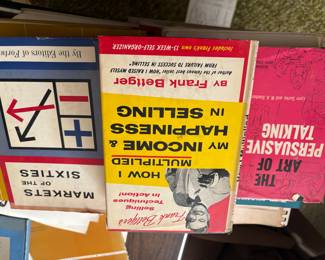 By the Editors of Fortune
MARKETS
OF THE
SIXTIES
Includes Frank's own 13-WEEK SELF-ORGANIZER
Author of the famous best seller "HOW I RAISED MYSELF
FROM FAILURE TO SUCCESS IN SELLING"
BY Frank Bettger
HOW I
MULTIPLIED
MY INCOME &
HAPPINESS
IN SELLING
Frank Bettger's
Selling
Techniques
In Action!
THE
ART OF
PERSUASIVE
TALKING